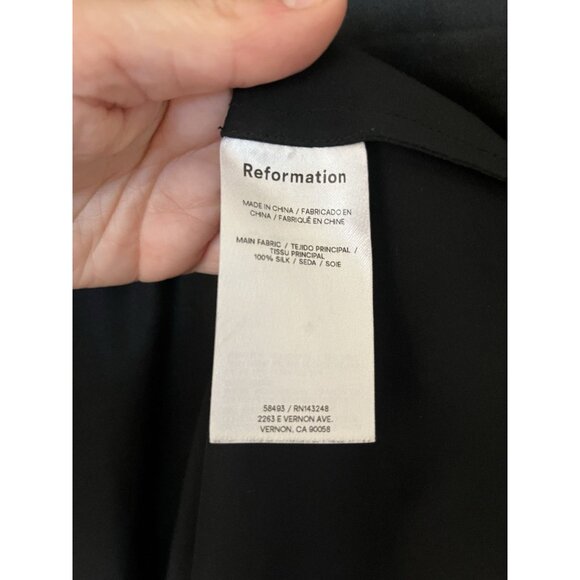 Reformation
MADE IN CHINA / FABRICADO EN
CHINA / FABRIQUÉ EN CHINE
MAIN FABRIC / TEJIDO PRINCIPAL /
TISSU PRINCIPAL
100% SILK / SEDA / SOIE
58493 / RN143248
2263 E VERNON AVE.
VERNON, CA 90058